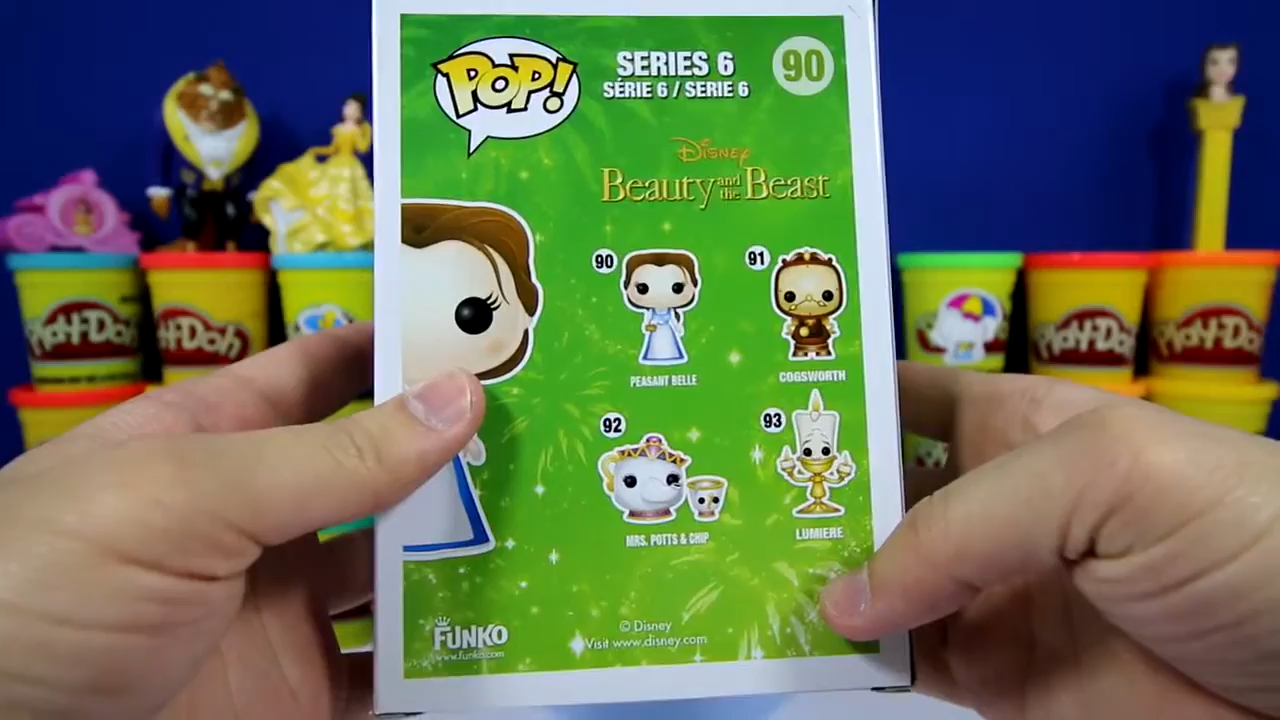 POP!
SERIES 6
SÉRIE 6 / SERIE 6
90
Disney
Beauty and the Beast
90
91
PEASANT BELLE
COGSWORTH
92
93
MRS. POTTS & CHIP
LUMIERE
FUNKO
www.funko.com
© Disney
Visit www.disney.com
Play-Doh
Play-Doh
Play-Doh
Play-Doh